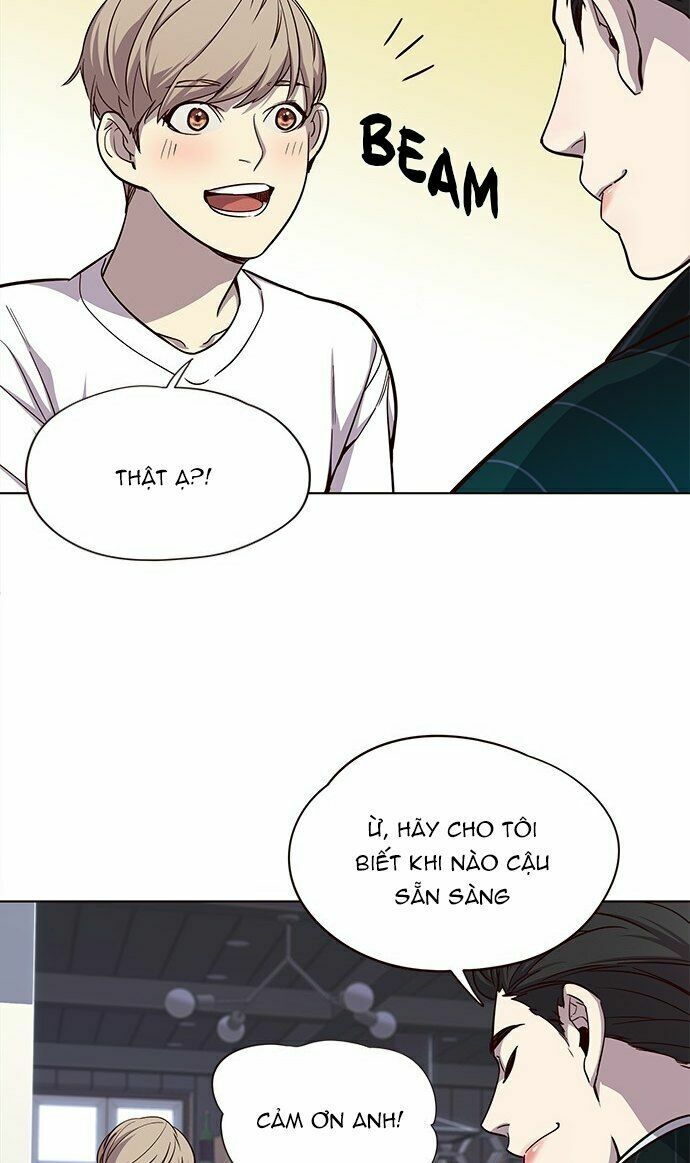 BEAM
THẬT Ạ?!
Ừ, HÃY CHO TÔI
BIẾT KHI NÀO CẬU
SẴN SÀNG
CẢM ƠN ANH!